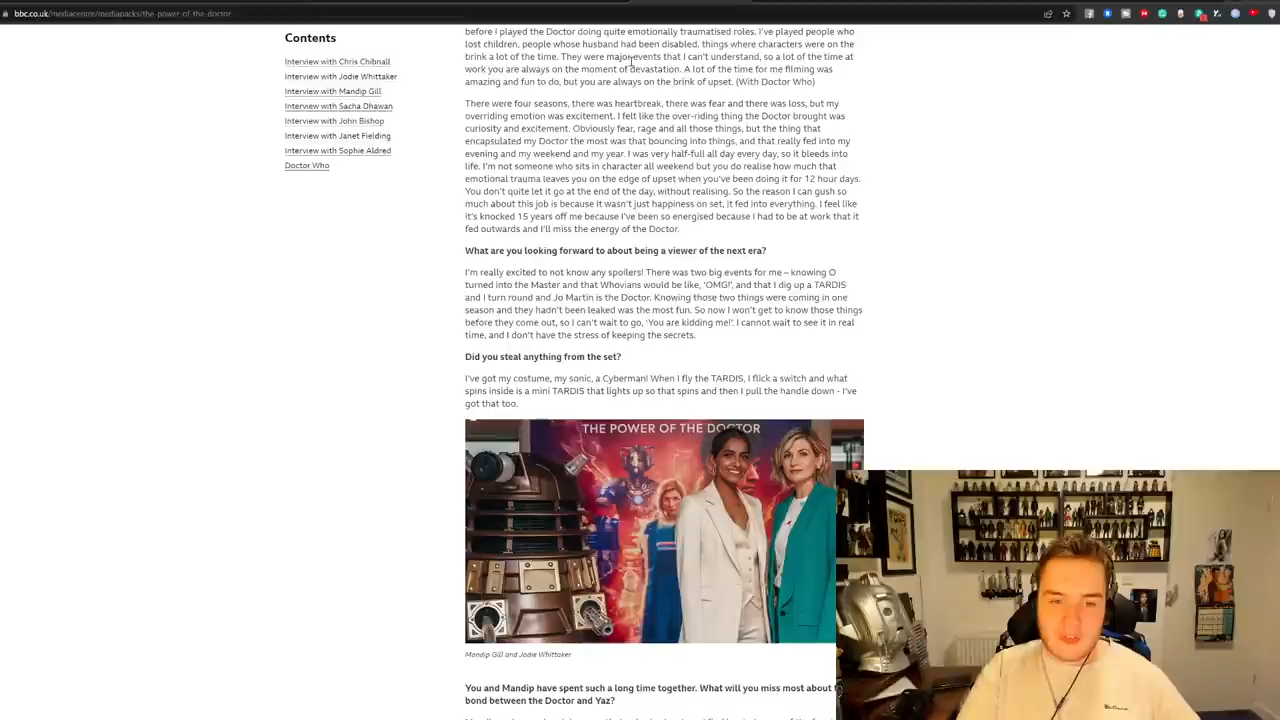 bbc.co.uk/mediacentre/mediapacks/the-power-of-the-doctor
Contents
Interview with Chris Chibnall
Interview with Jodie Whittaker
Interview with Mandip Gill
Interview with Sacha Dhawan
Interview with John Bishop
Interview with Janet Fielding
Interview with Sophie Aldred
Doctor Who
before I played the Doctor doing quite emotionally traumatised roles. I've played people who
lost children, people whose husband had been disabled, things where characters were on the
brink a lot of the time. They were major events that I can't understand, so a lot of the time at
work you are always on the moment of devastation. A lot of the time for me filming was
amazing and fun to do, but you are always on the brink of upset. (With Doctor Who)
There were four seasons, there was heartbreak, there was fear and there was loss, but my
overriding emotion was excitement. I felt like the over-riding thing the Doctor brought was
curiosity and excitement. Obviously fear, rage and all those things, but the thing that
encapsulated my Doctor the most was that bouncing into things, and that really fed into my
evening and my weekend and my year. I was very half-full all day every day, so it bleeds into
life. I'm not someone who sits in character all weekend but you do realise how much that
emotional trauma leaves you on the edge of upset when you've been doing it for 12 hour days.
You don't quite let it go at the end of the day, without realising. So the reason I can gush so
much about this job is because it wasn't just happiness on set, it fed into everything. I feel like
it's knocked 15 years off me because I've been so energised because I had to be at work that it
fed outwards and I'll miss the energy of the Doctor.
What are you looking forward to about being a viewer of the next era?
I'm really excited to not know any spoilers! There was two big events for me – knowing O
turned into the Master and that Whovians would be like, 'OMG!', and that I dig up a TARDIS
and I turn round and Jo Martin is the Doctor. Knowing those two things were coming in one
season and they hadn't been leaked was the most fun. So now I won't get to know those things
before they come out, so I can't wait to go, 'You are kidding me!'. I cannot wait to see it in real
time, and I don't have the stress of keeping the secrets.
Did you steal anything from the set?
I've got my costume, my sonic, a Cyberman! When I fly the TARDIS, I flick a switch and what
spins inside is a mini TARDIS that lights up so that spins and then I pull the handle down - I've
got that too.
THE POWER OF THE DOCTOR
Mandip Gill and Jodie Whittaker
You and Mandip have spent such a long time together. What will you miss most about
bond between the Doctor and Yaz?